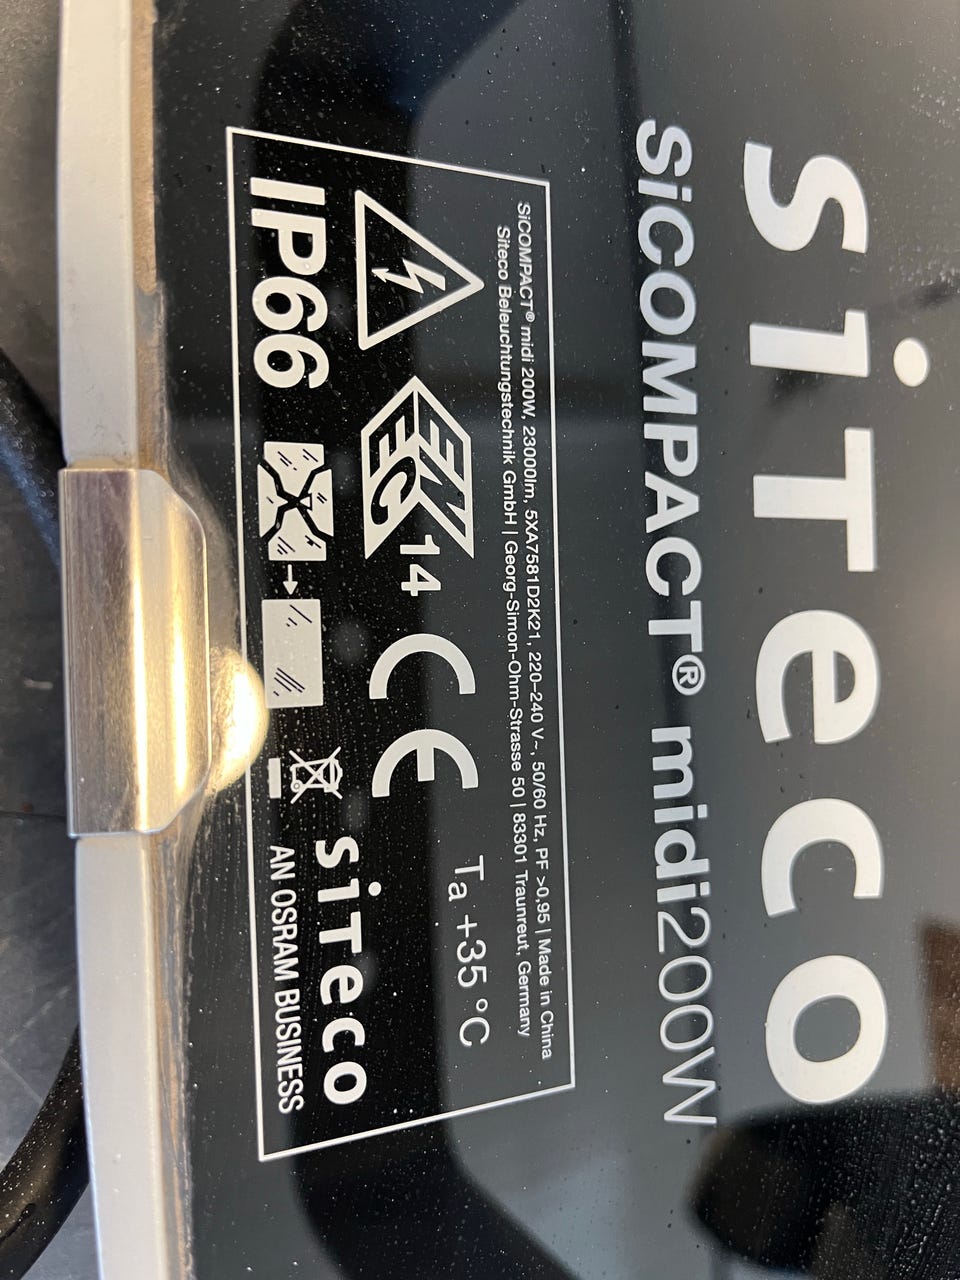 siTeco
SiCOMPACT® midi200W
SiCOMPACT® midi 200W, 23000lm, 5XA7581D2K21, 220–240 V~, 50/60 Hz, PF >0,95 | Made in China
Siteco Beleuchtungstechnik GmbH | Georg-Simon-Ohm-Strasse 50 | 83301 Traunreut, Germany
ENEC 14 CE Ta +35 °C
IP66 siTeco
AN OSRAM BUSINESS